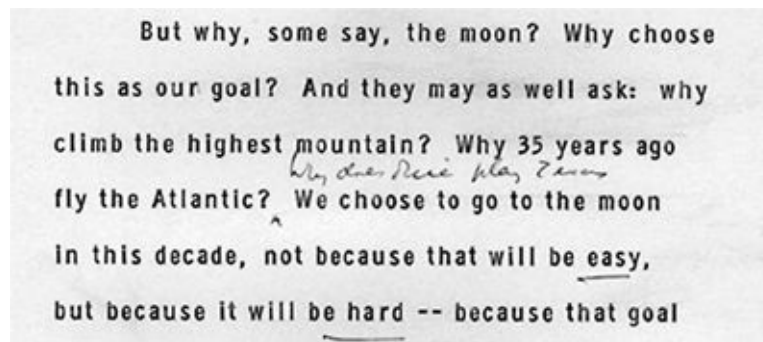 But why, some say, the moon? Why choose
this as our goal? And they may as well ask: why
climb the highest mountain? Why 35 years ago
Why does Rice play Texas
fly the Atlantic? We choose to go to the moon
in this decade, not because that will be easy,
but because it will be hard -- because that goal